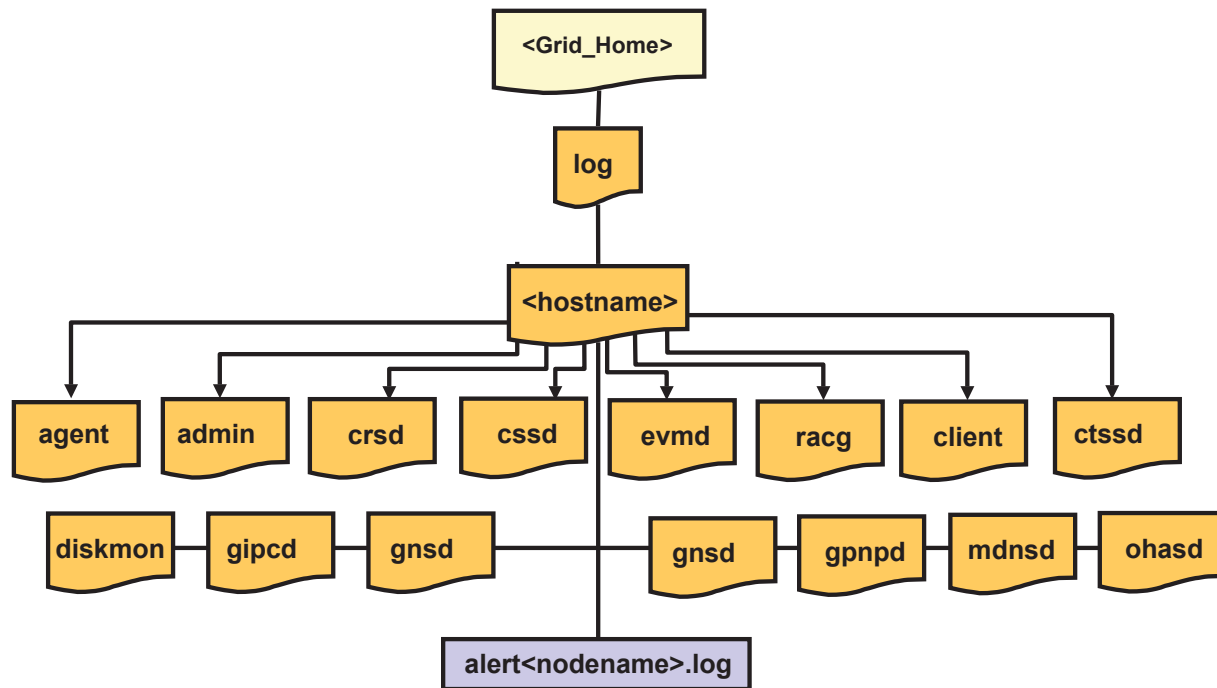 <Grid_Home>
log
<hostname>
agent
admin
crsd
cssd
evmd
racg
client
ctssd
diskmon
gipcd
gnsd
gnsd
gpnpd
mdnsd
ohasd
alert<nodename>.log